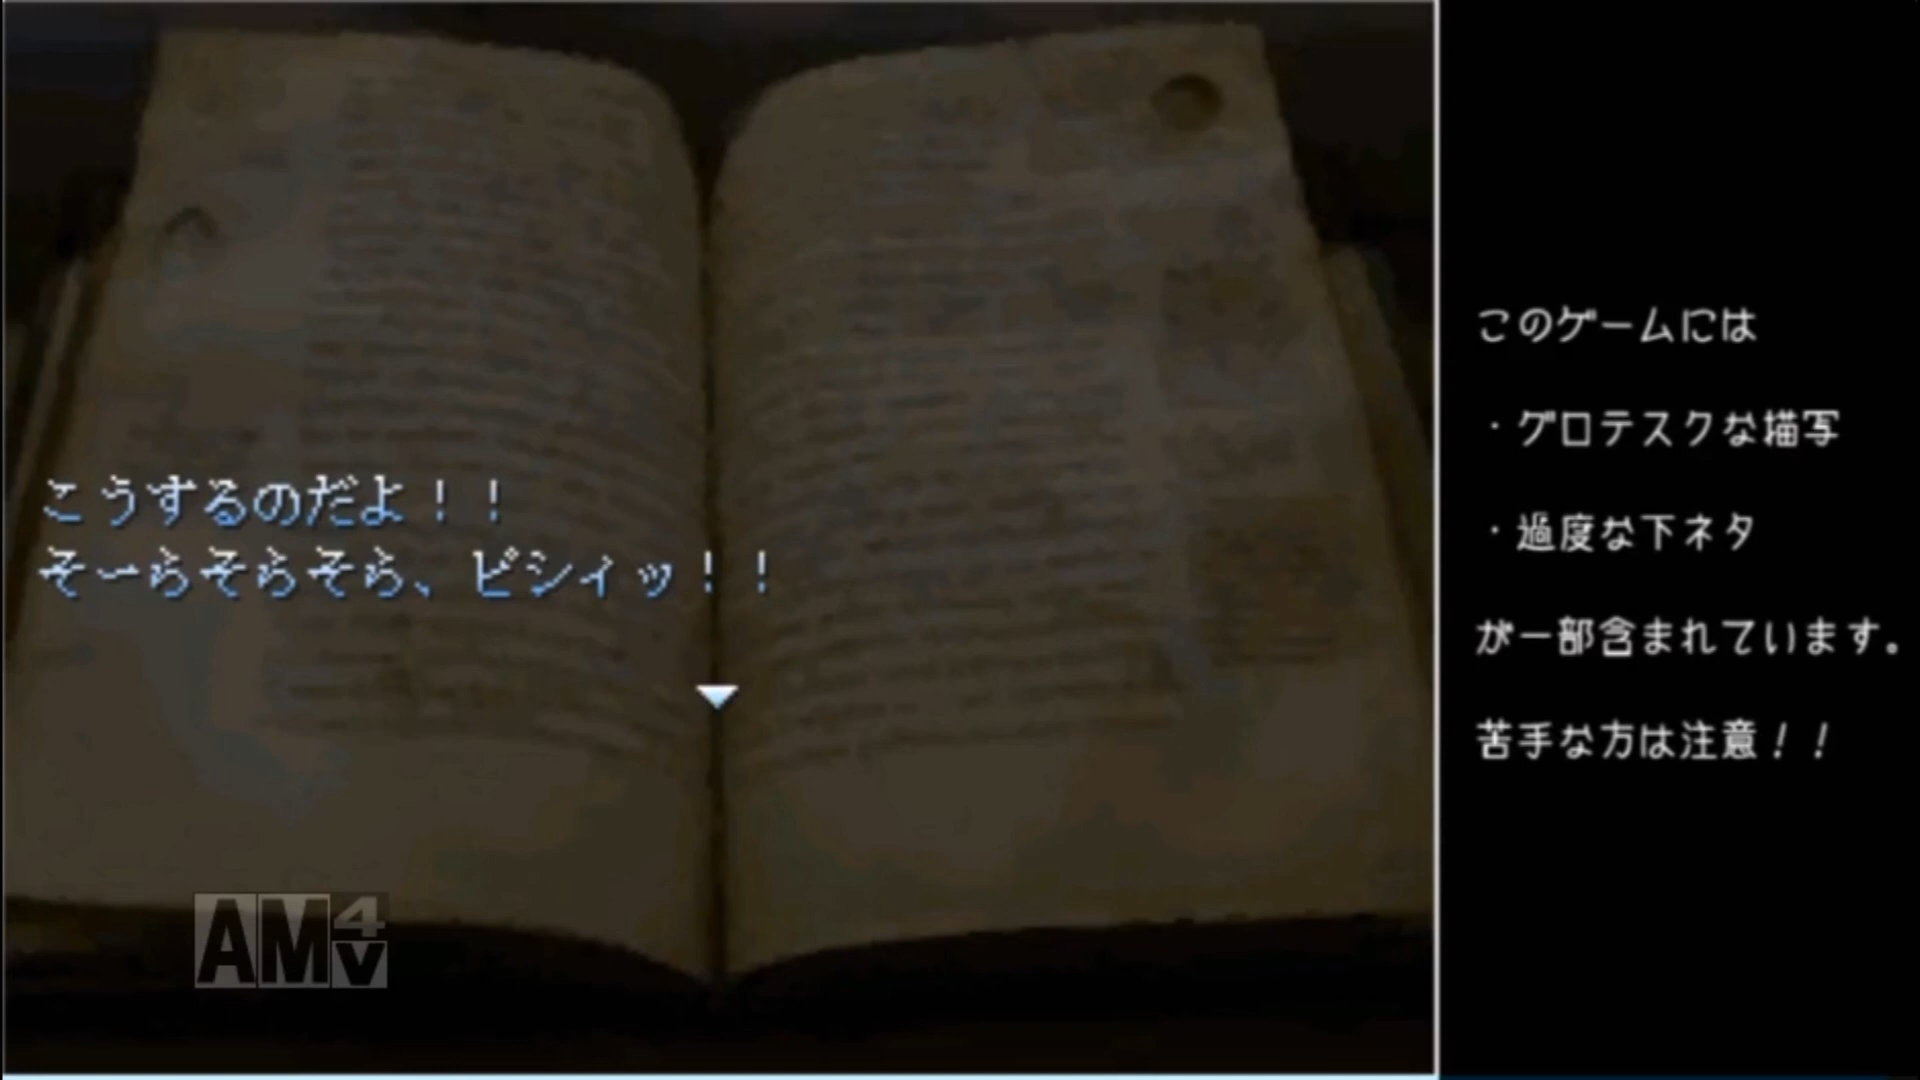 こうするのだよ！！
そーらそらそら、ビシィッ！！
AM4v
このゲームには
・グロテスクな描写
・過度な下ネタ
が一部含まれています。
苦手な方は注意！！